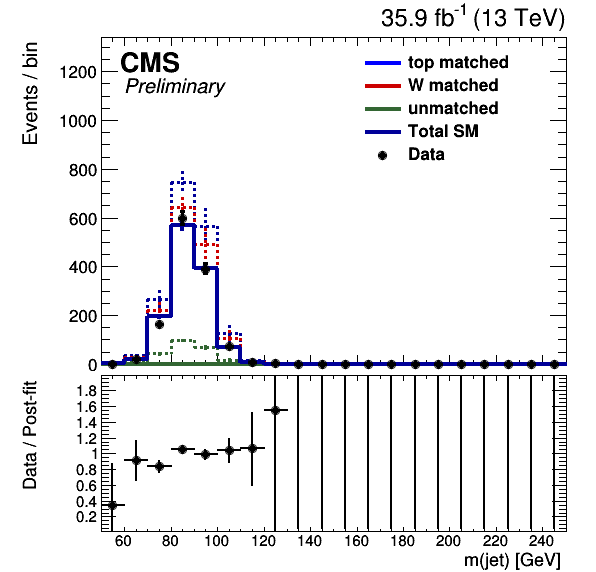 35.9 fb⁻¹ (13 TeV)
CMS
Preliminary
top matched
W matched
unmatched
Total SM
Data
Events / bin
1200
1000
800
600
400
200
0
Data / Post-fit
1.8
1.6
1.4
1.2
1
0.8
0.6
0.4
0.2
60 80 100 120 140 160 180 200 220 240
m(jet) [GeV]